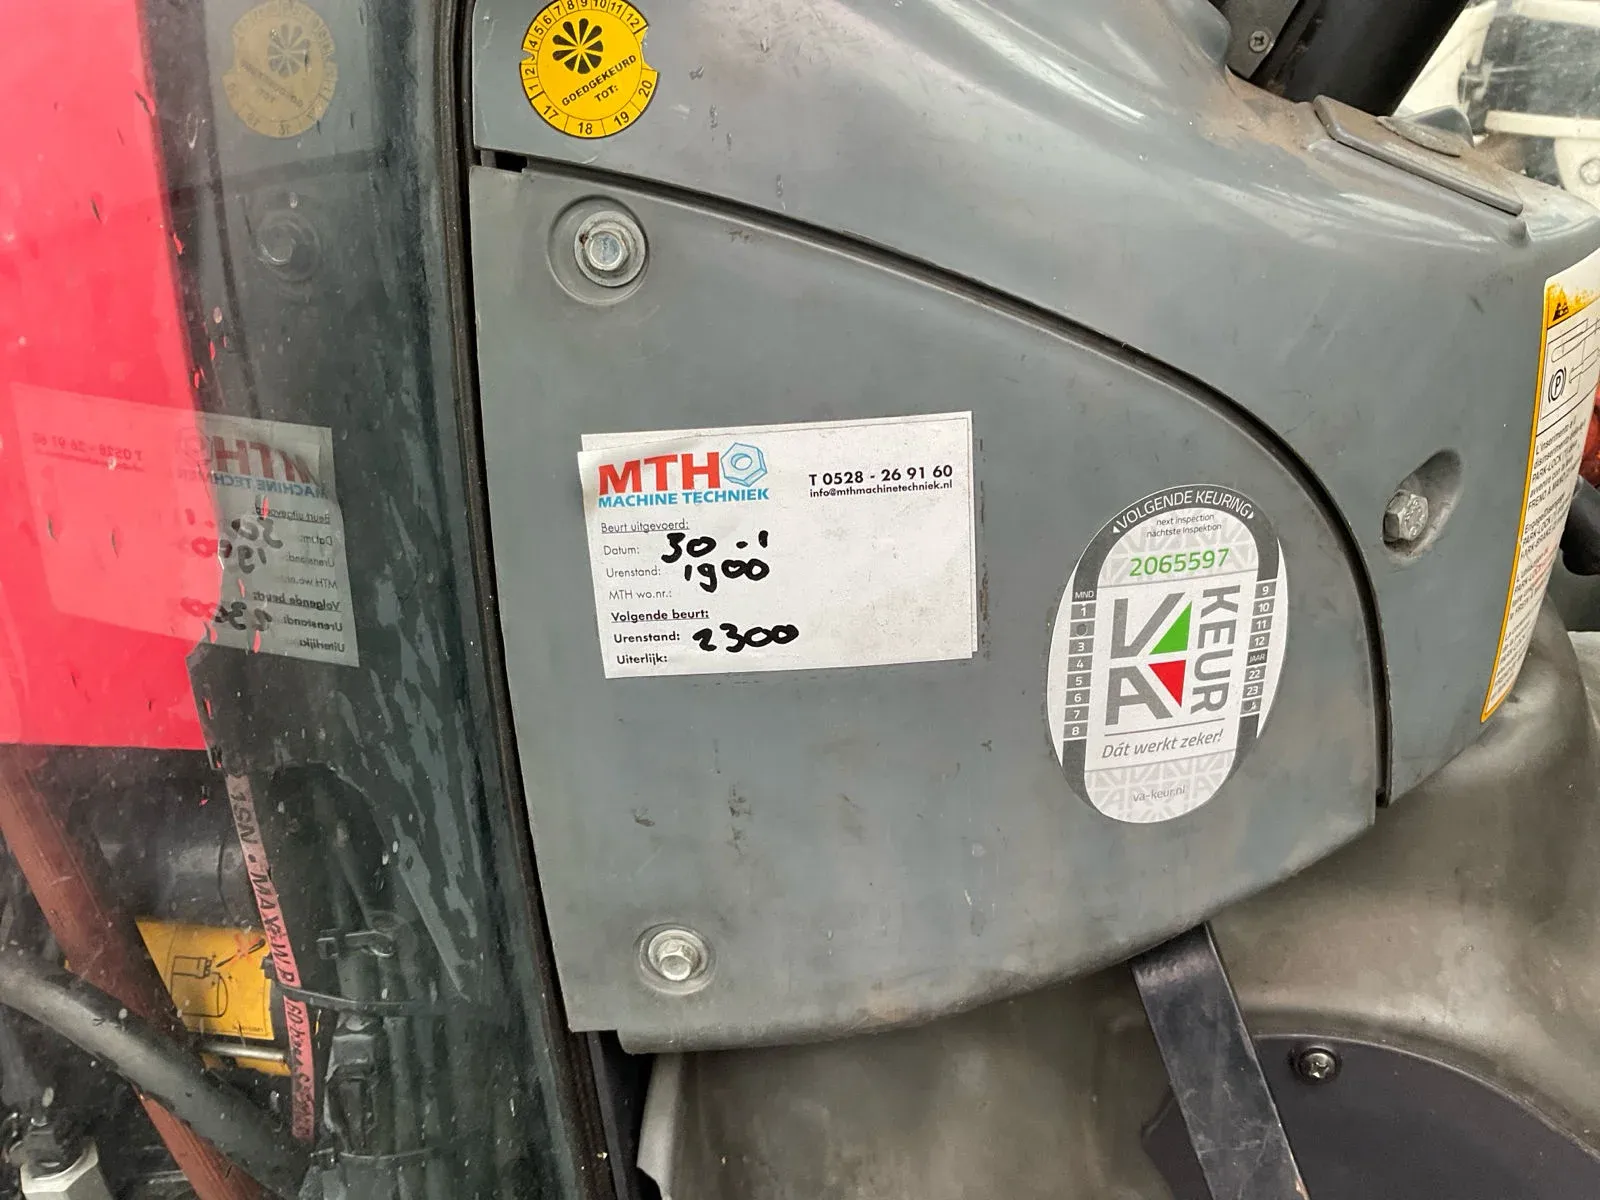 1 2 4 5 6 7 8 9 10 11 12
GOEDGEKEURD
TOT:
17 18 19 20
MTH
MACHINE TECHNIEK
T 0528 - 26 91 60
info@mthmachinetechniek.nl
Beurt uitgevoerd:
Datum: 30 - 1
Urenstand: 1900
MTH wo.nr.:
Volgende beurt:
Urenstand: 2300
Uiterlijk:
VOLGENDE KEURING
next inspection
nächste Inspektion
2065597
VA KEUR
MND
1
3
4
5
6
7
8
9
10
11
12
JAAR
22
23
Dát werkt zeker!
va-keur.nl
P